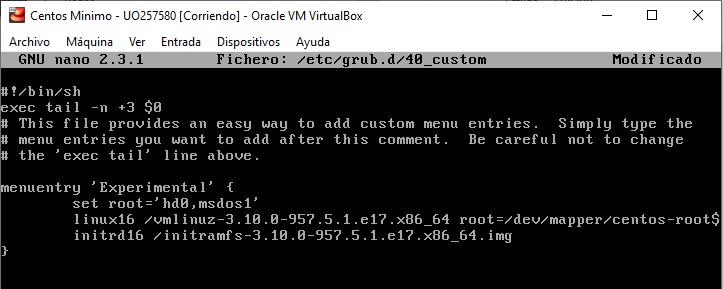 Centos Minimo - UO257580 [Corriendo] - Oracle VM VirtualBox
Archivo Máquina Ver Entrada Dispositivos Ayuda
GNU nano 2.3.1 Fichero: /etc/grub.d/40_custom Modificado
#!/bin/sh
exec tail -n +3 $0
# This file provides an easy way to add custom menu entries.  Simply type the
# menu entries you want to add after this comment.  Be careful not to change
# the 'exec tail' line above.
menuentry 'Experimental' {
        set root='hd0,msdos1'
        linux16 /vmlinuz-3.10.0-957.5.1.e17.x86_64 root=/dev/mapper/centos-root$
        initrd16 /initramfs-3.10.0-957.5.1.e17.x86_64.img
}